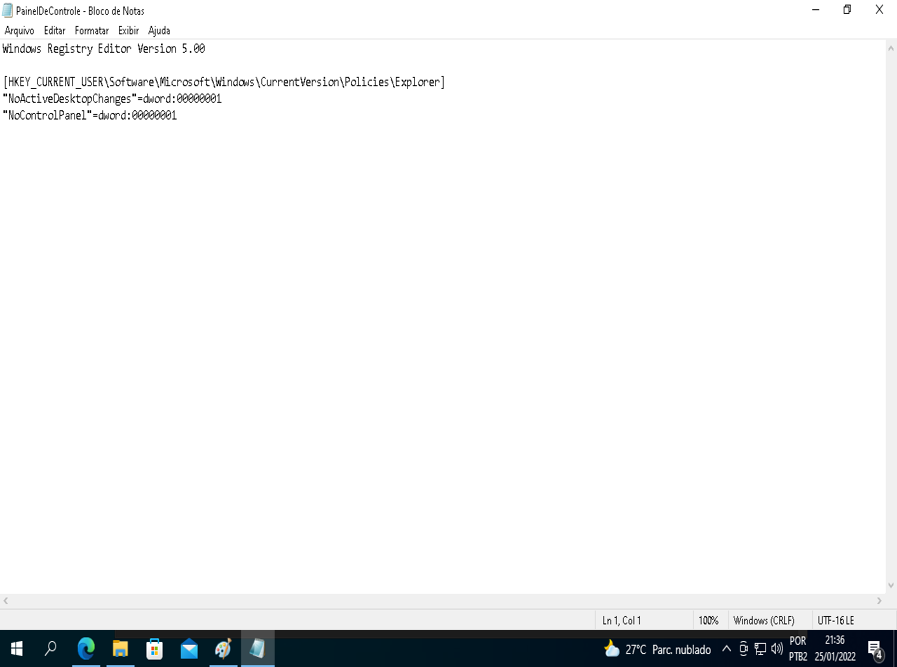 PainelDeControle - Bloco de Notas
Arquivo Editar Formatar Exibir Ajuda
Windows Registry Editor Version 5.00
[HKEY_CURRENT_USER\Software\Microsoft\Windows\CurrentVersion\Policies\Explorer]
"NoActiveDesktopChanges"=dword:00000001
"NoControlPanel"=dword:00000001
Ln 1, Col 1 100% Windows (CRLF) UTF-16 LE
27°C Parc. nublado POR 21:36
PTB2 25/01/2022 4